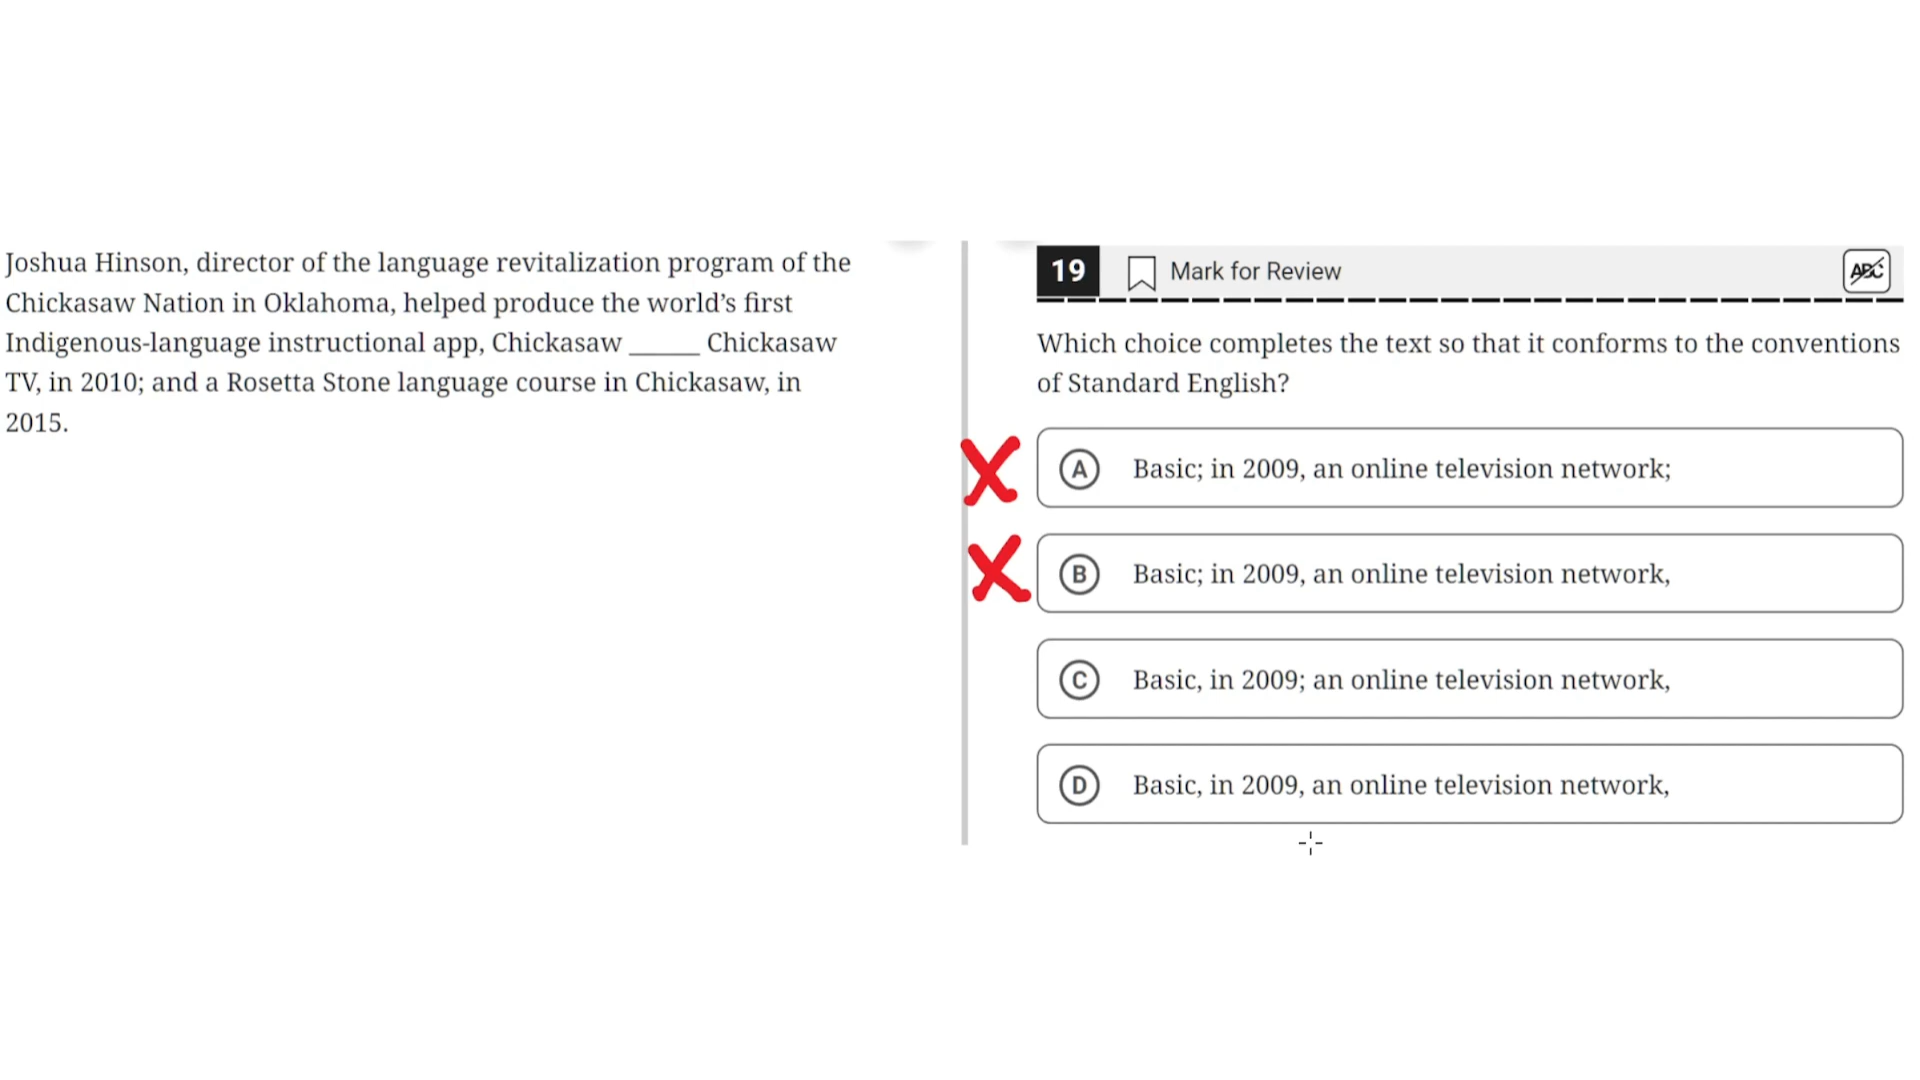 Joshua Hinson, director of the language revitalization program of the
Chickasaw Nation in Oklahoma, helped produce the world’s first
Indigenous-language instructional app, Chickasaw ______ Chickasaw
TV, in 2010; and a Rosetta Stone language course in Chickasaw, in
2015.
19 Mark for Review ABC
Which choice completes the text so that it conforms to the conventions
of Standard English?
A Basic; in 2009, an online television network;
B Basic; in 2009, an online television network,
C Basic, in 2009; an online television network,
D Basic, in 2009, an online television network,